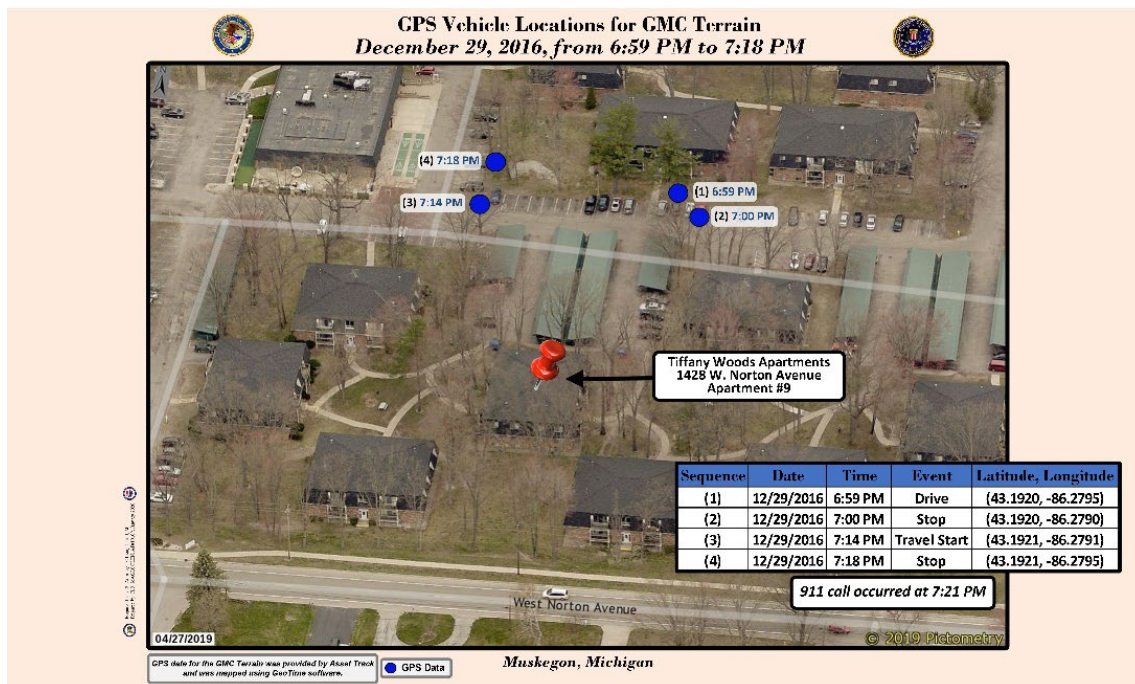 GPS Vehicle Locations for GMC Terrain
December 29, 2016, from 6:59 PM to 7:18 PM
(4) 7:18 PM
(3) 7:14 PM
(1) 6:59 PM
(2) 7:00 PM
Tiffany Woods Apartments
1428 W. Norton Avenue
Apartment #9
Sequence Date Time Event Latitude, Longitude
(1) 12/29/2016 6:59 PM Drive (43.1920, -86.2795)
(2) 12/29/2016 7:00 PM Stop (43.1920, -86.2790)
(3) 12/29/2016 7:14 PM Travel Start (43.1921, -86.2791)
(4) 12/29/2016 7:18 PM Stop (43.1921, -86.2795)
911 call occurred at 7:21 PM
West Norton Avenue
04/27/2019
© 2019 Pictometry
GPS data for the GMC Terrain was provided by Asset Track
and was mapped using GeoTime software.
GPS Data
Muskegon, Michigan